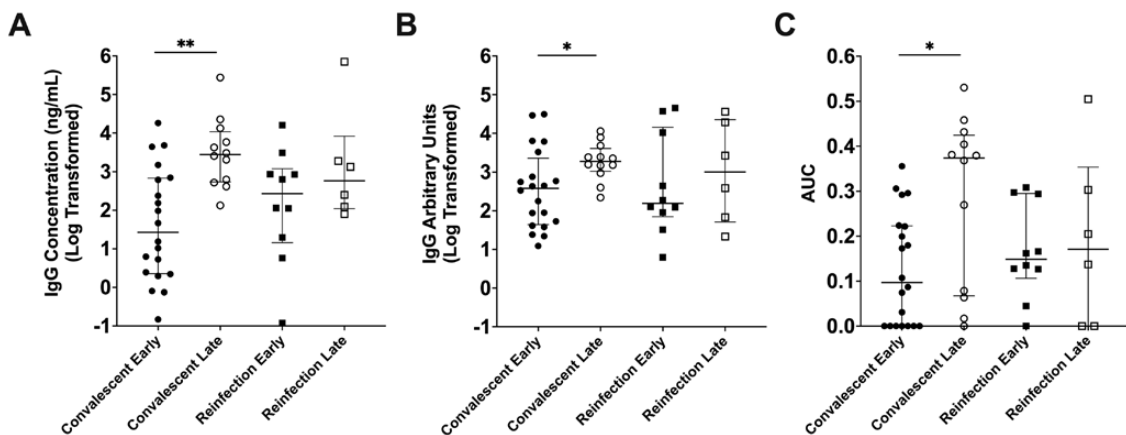 A
IgG Concentration (ng/mL)
(Log Transformed)
6
5
4
3
2
1
0
-1
**
Convalescent Early
Convalescent Late
Reinfection Early
Reinfection Late
B
IgG Arbitrary Units
(Log Transformed)
6
5
4
3
2
1
0
-1
*
Convalescent Early
Convalescent Late
Reinfection Early
Reinfection Late
C
AUC
0.6
0.5
0.4
0.3
0.2
0.1
0.0
*
Convalescent Early
Convalescent Late
Reinfection Early
Reinfection Late